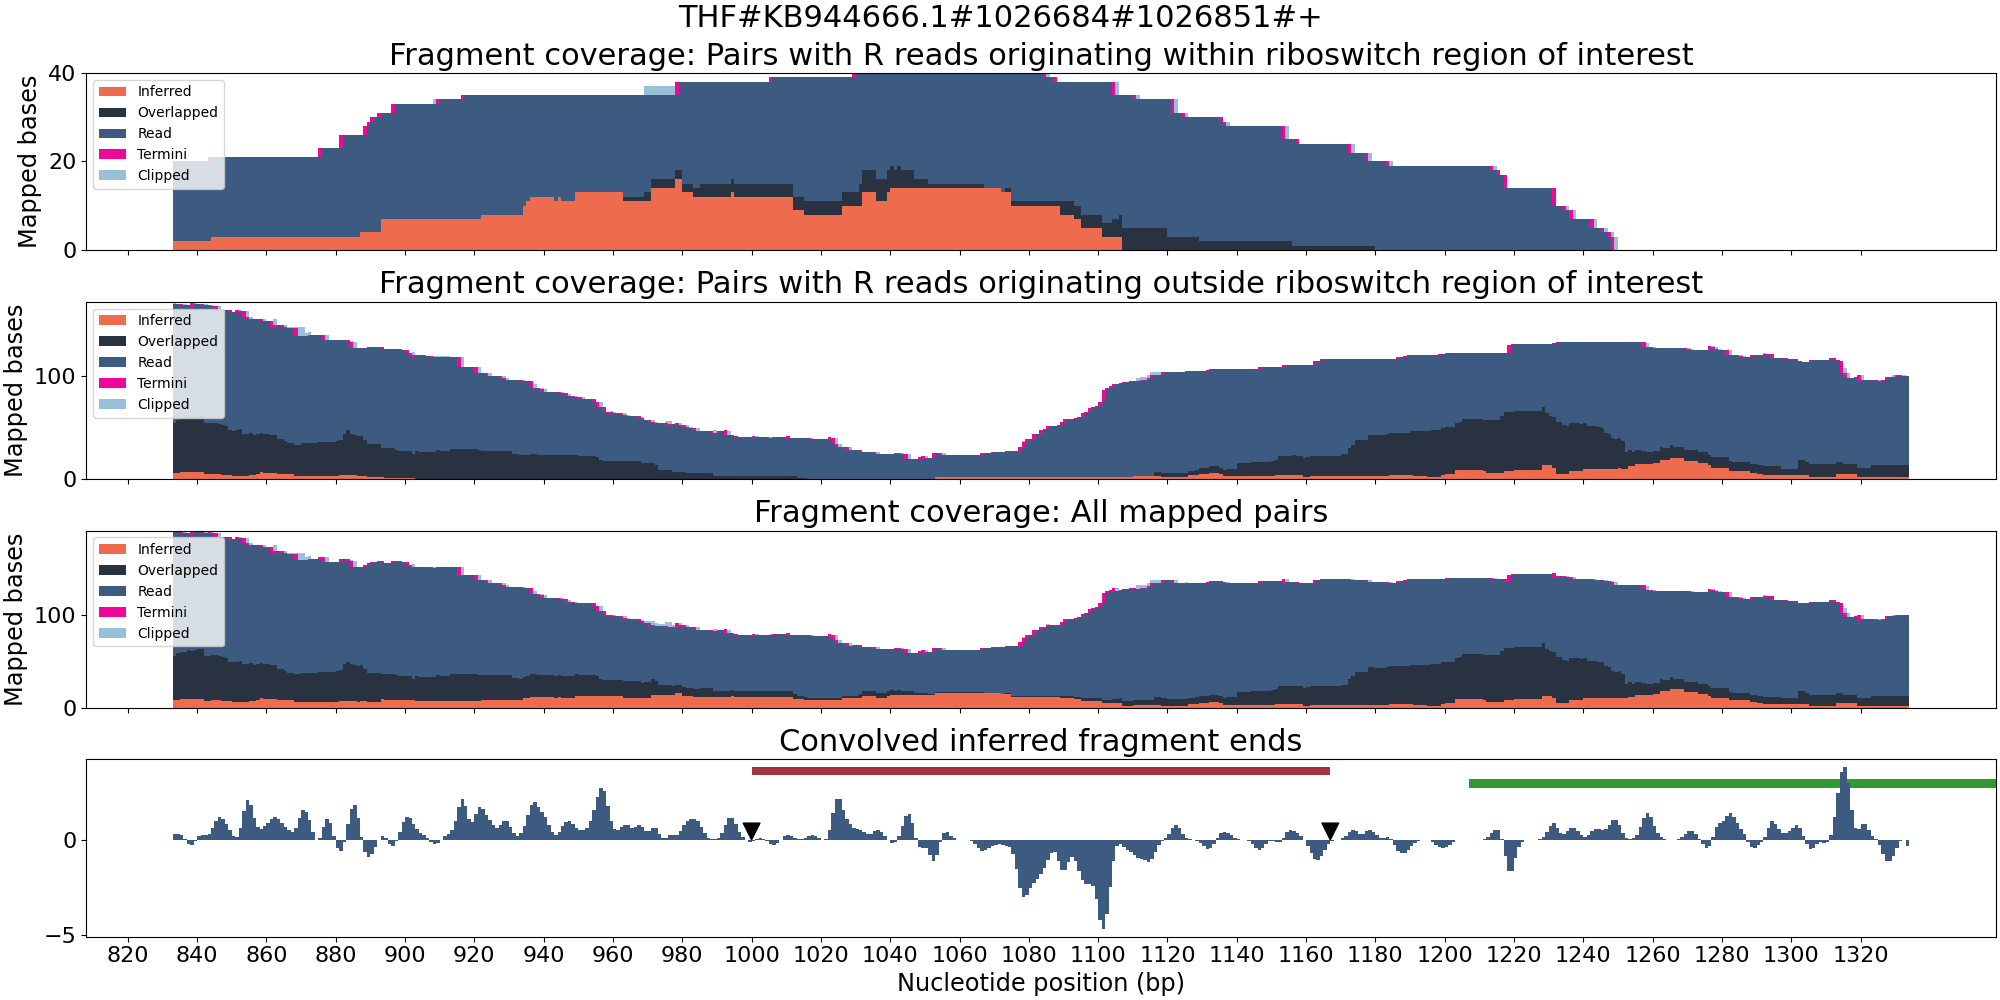 THF#KB944666.1#1026684#1026851#+
Fragment coverage: Pairs with R reads originating within riboswitch region of interest
Mapped bases
40
20
0
Inferred
Overlapped
Read
Termini
Clipped
Fragment coverage: Pairs with R reads originating outside riboswitch region of interest
Mapped bases
100
0
Inferred
Overlapped
Read
Termini
Clipped
Fragment coverage: All mapped pairs
Mapped bases
100
0
Inferred
Overlapped
Read
Termini
Clipped
Convolved inferred fragment ends
0
−5
820 840 860 880 900 920 940 960 980 1000 1020 1040 1060 1080 1100 1120 1140 1160 1180 1200 1220 1240 1260 1280 1300 1320
Nucleotide position (bp)